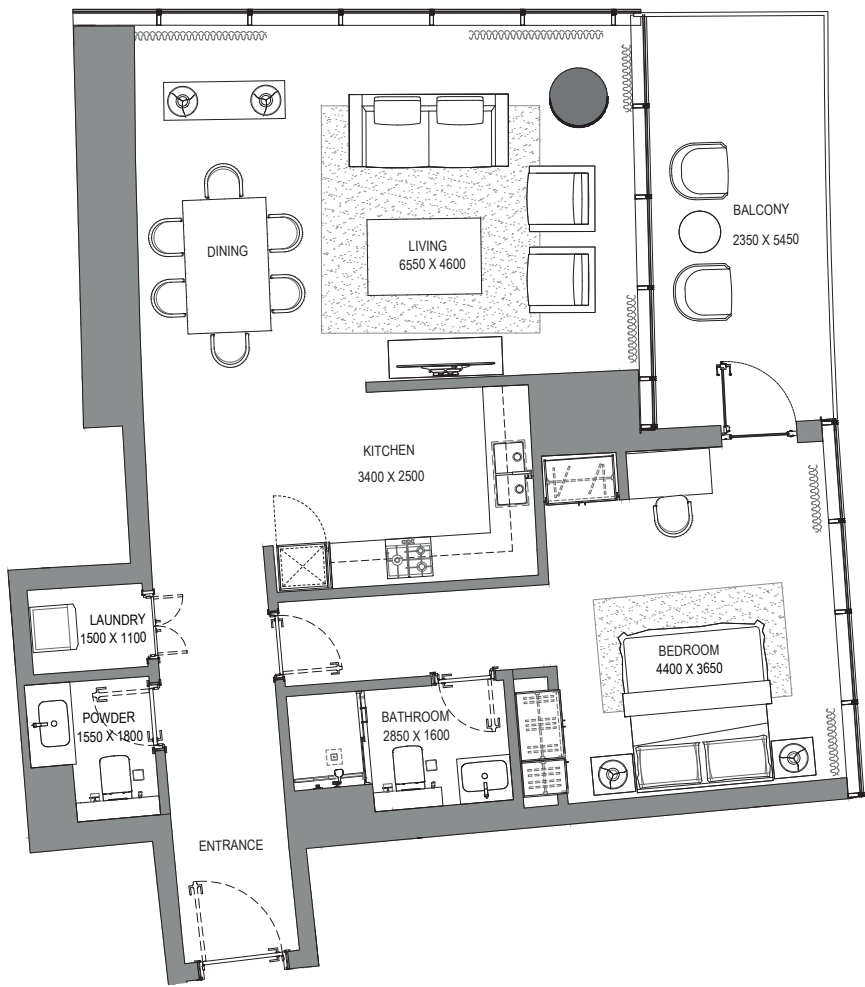 BALCONY
2350 X 5450
DINING
LIVING
6550 X 4600
KITCHEN
3400 X 2500
LAUNDRY
1500 X 1100
BEDROOM
4400 X 3650
POWDER
1550 X 1800
BATHROOM
2850 X 1600
ENTRANCE